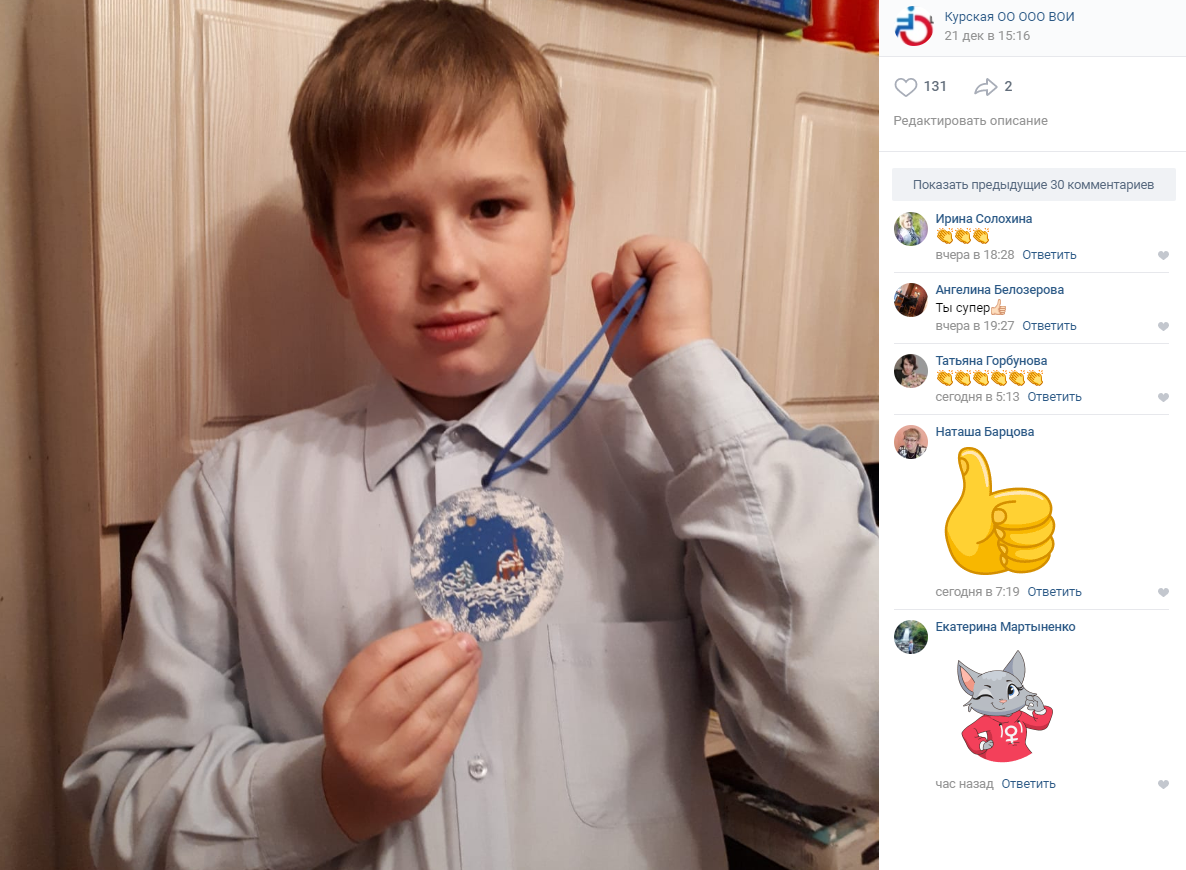 Курская ОО ООО ВОИ
21 дек в 15:16
131
2
Редактировать описание
Показать предыдущие 30 комментариев
Ирина Солохина
👏👏👏
вчера в 18:28 Ответить
Ангелина Белозерова
Ты супер👍🏼
вчера в 19:27 Ответить
Татьяна Горбунова
👏👏👏👏👏👏
сегодня в 5:13 Ответить
Наташа Барцова
сегодня в 7:19 Ответить
Екатерина Мартыненко
час назад Ответить